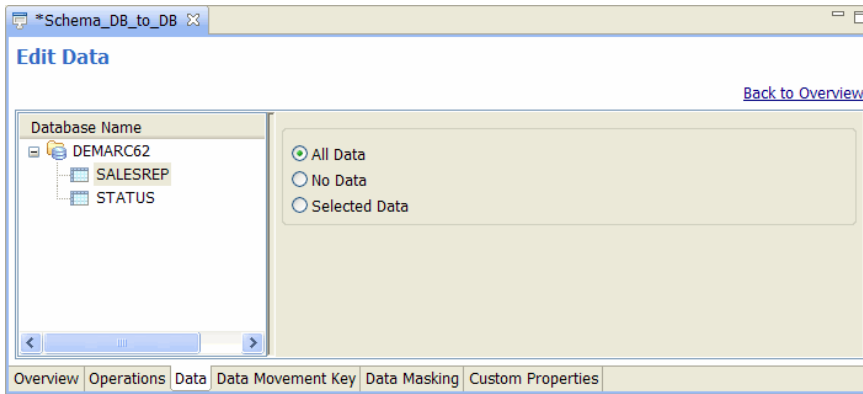 *Schema_DB_to_DB
Edit Data
Back to Overview
Database Name
DEMARC62
SALESREP
STATUS
All Data
No Data
Selected Data
Overview Operations Data Data Movement Key Data Masking Custom Properties